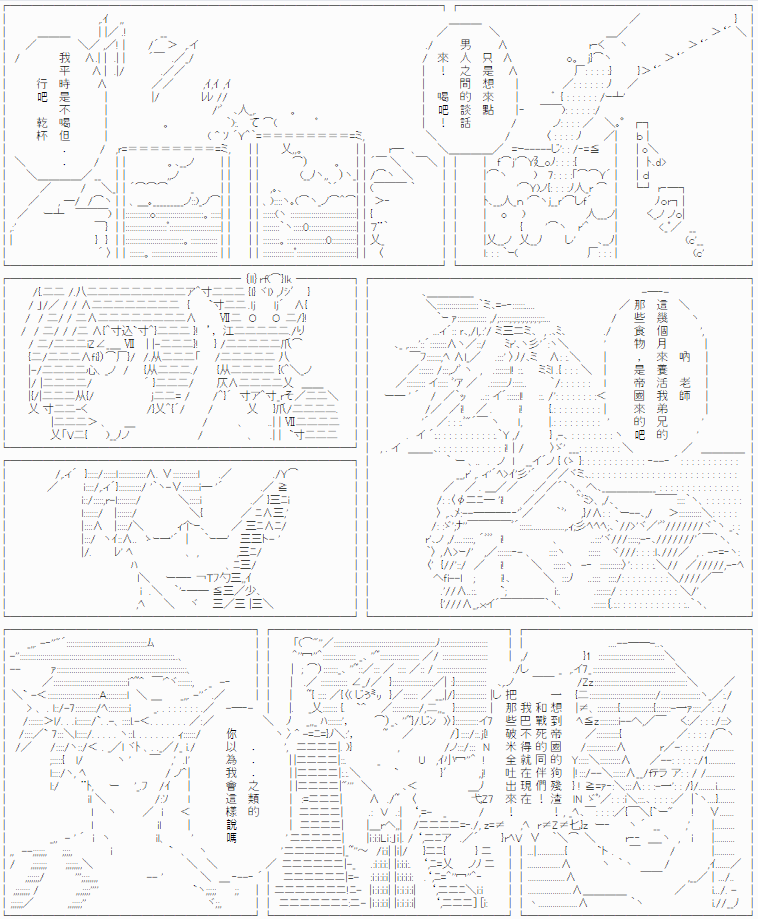 只是想來點
男人之間的談話
來！喝吧！
我平時是不喝但．．
行吧 乾杯
吶老師
這幾個月來養活我弟兄的
那些食物，是帝國的吧
．．．之類的
你以為我會這樣說嗎
一想到帝國的狗殘渣！
和戰死的同伴們！
我巴不得就在現在
把那些破米全吐出來！